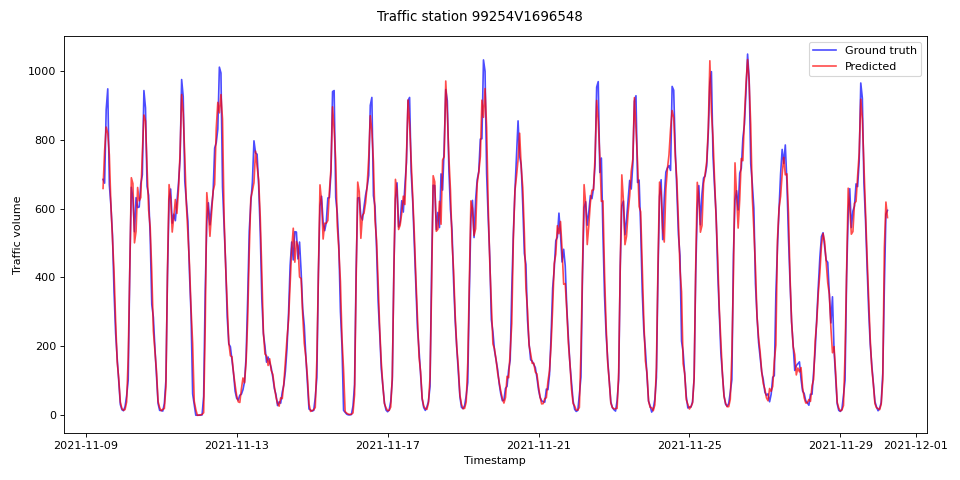 Traffic station 99254V1696548
Ground truth
Predicted
1000
800
600
400
200
0
Traffic volume
2021-11-09 2021-11-13 2021-11-17 2021-11-21 2021-11-25 2021-11-29 2021-12-01
Timestamp